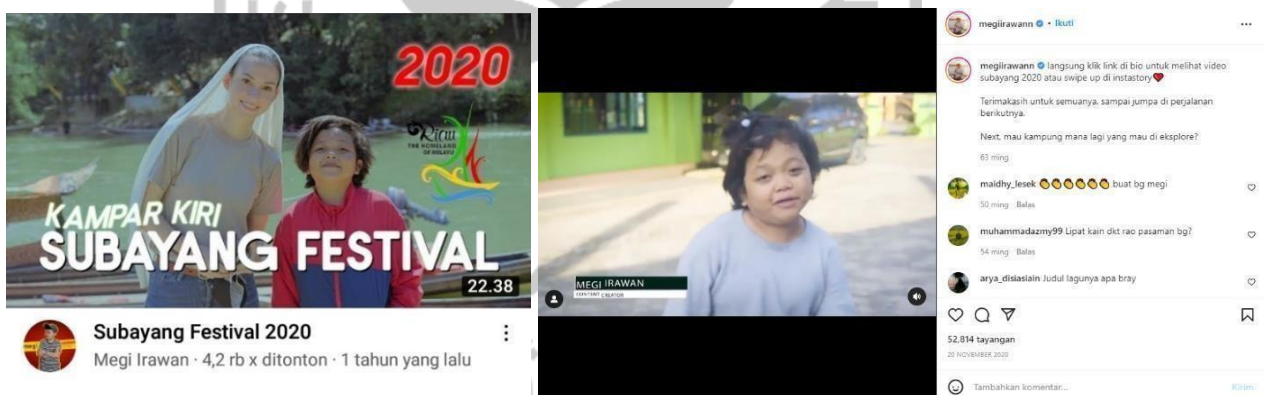 2020
Riau
THE HOMELAND
OF MELAYU
KAMPAR KIRI
SUBAYANG FESTIVAL
22.38
Subayang Festival 2020
Megi Irawan · 4,2 rb x ditonton · 1 tahun yang lalu
MEGI IRAWAN
CONTENT CREATOR
megiirawann • Ikuti
megiirawann langsung klik link di bio untuk melihat video
subayang 2020 atau swipe up di instastory❤️
Terimakasih untuk semuanya, sampai jumpa di perjalanan
berikutnya.
Next, mau kampung mana lagi yang mau di eksplore?
63 ming
maidhy_lesek 👏👏👏👏👏👏 buat bg megi
50 ming Balas
muhammadazmy99 Lipat kain dkt rao pasaman bg?
54 ming Balas
arya_disiasiain Judul lagunya apa bray
52,814 tayangan
20 NOVEMBER 2020
Tambahkan komentar...
Kirim